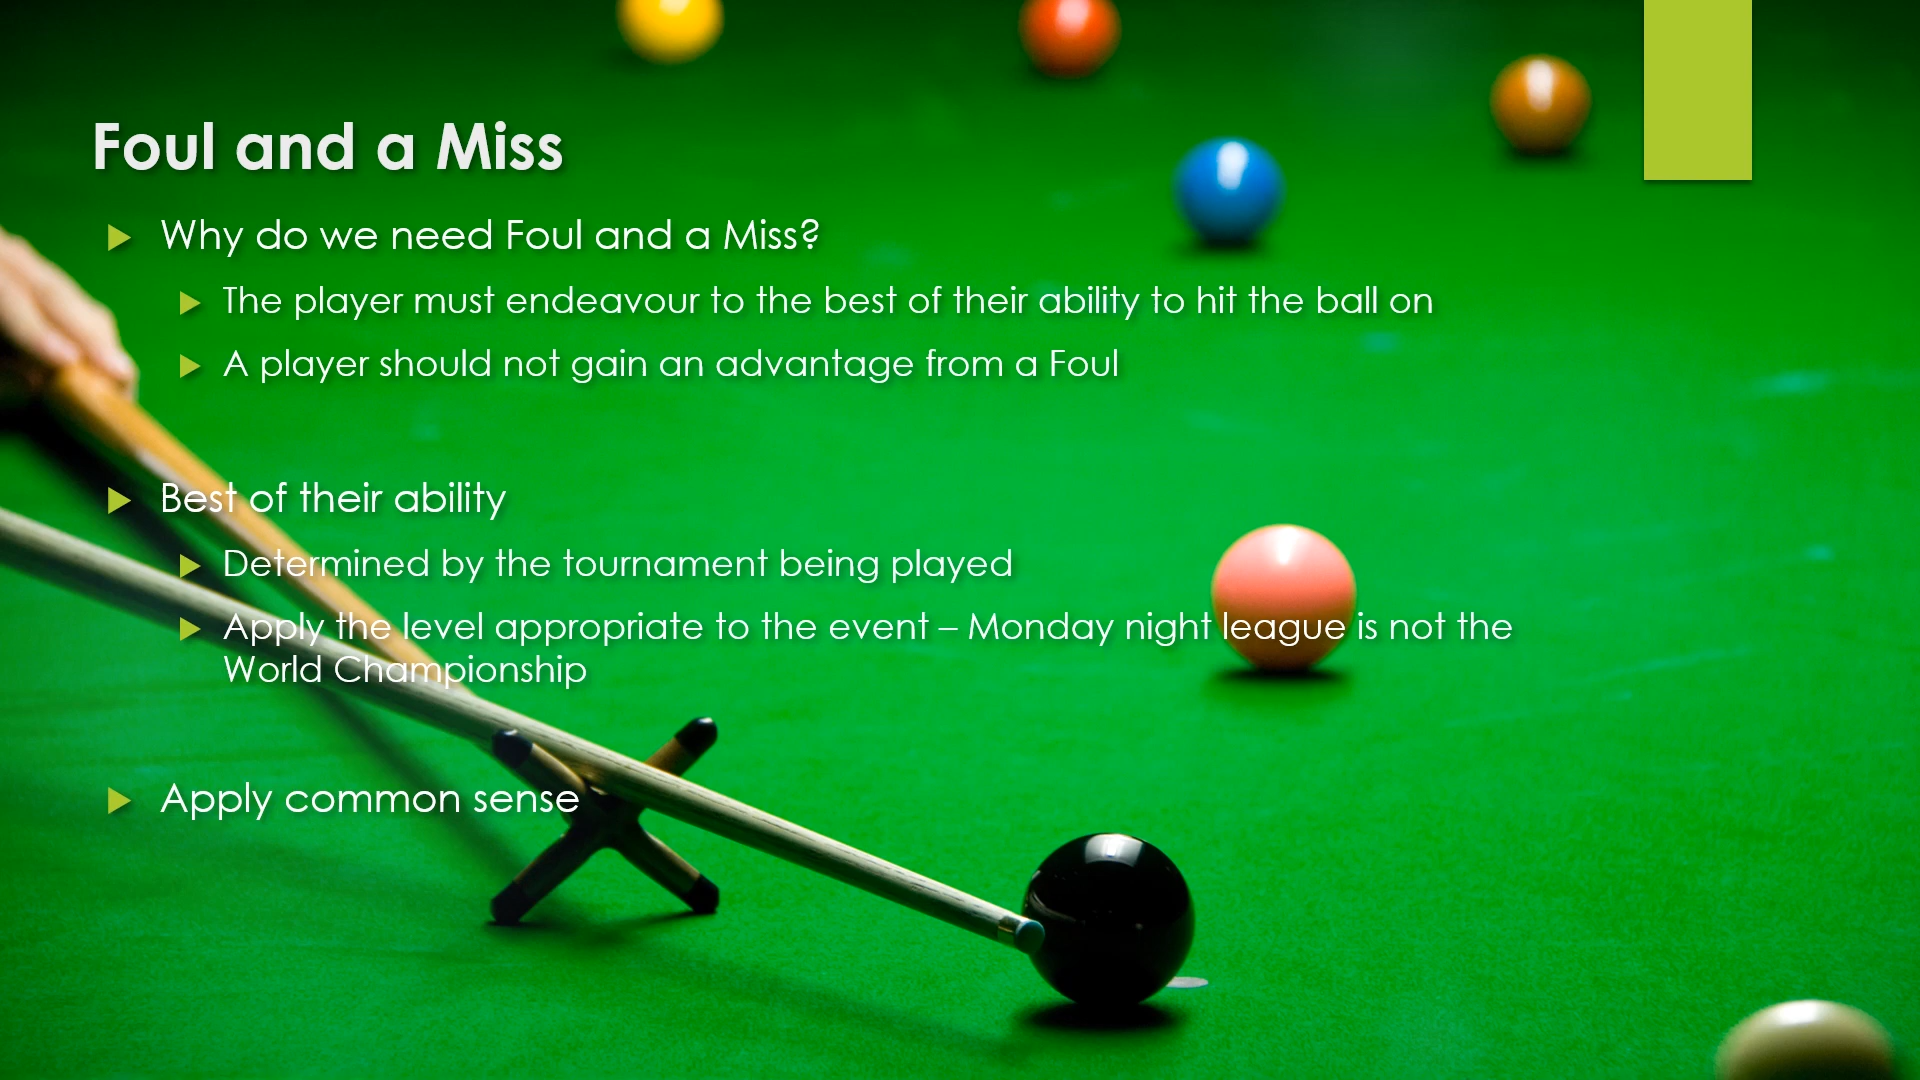 Foul and a Miss
Why do we need Foul and a Miss?
The player must endeavour to the best of their ability to hit the ball on
A player should not gain an advantage from a Foul
Best of their ability
Determined by the tournament being played
Apply the level appropriate to the event – Monday night league is not the
World Championship
Apply common sense